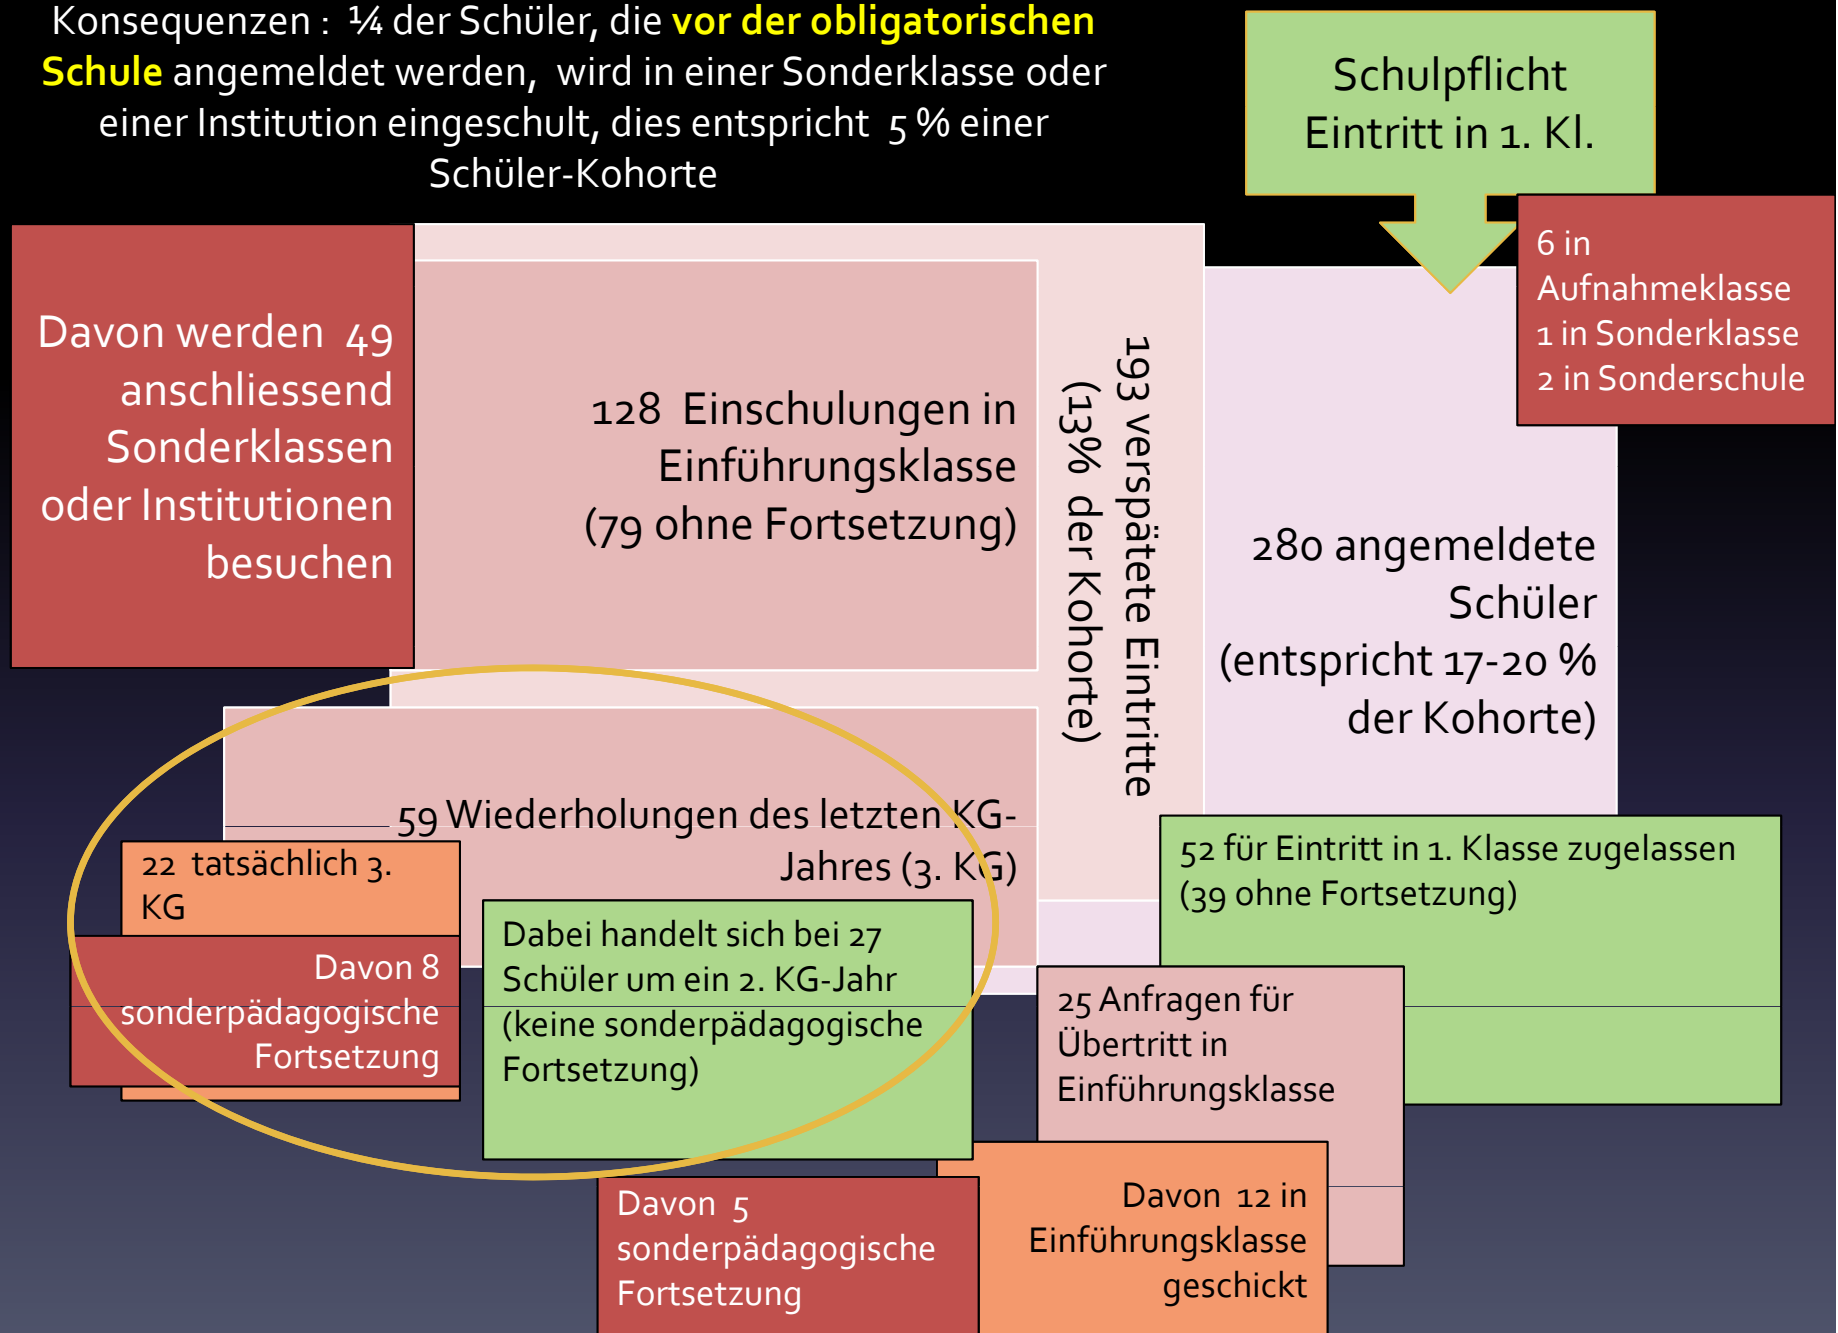 Konsequenzen : ¼ der Schüler, die vor der obligatorischen
Schule angemeldet werden, wird in einer Sonderklasse oder
einer Institution eingeschult, dies entspricht 5 % einer
Schüler-Kohorte
Schulpflicht
Eintritt in 1. Kl.
6 in
Aufnahmeklasse
1 in Sonderklasse
2 in Sonderschule
Davon werden 49
anschliessend
Sonderklassen
oder Institutionen
besuchen
128 Einschulungen in
Einführungsklasse
(79 ohne Fortsetzung)
193 verspätete Eintritte
(13% der Kohorte)
280 angemeldete
Schüler
(entspricht 17-20 %
der Kohorte)
59 Wiederholungen des letzten KG-
Jahres (3. KG)
22 tatsächlich 3.
KG
Davon 8
sonderpädagogische
Fortsetzung
Dabei handelt sich bei 27
Schüler um ein 2. KG-Jahr
(keine sonderpädagogische
Fortsetzung)
52 für Eintritt in 1. Klasse zugelassen
(39 ohne Fortsetzung)
25 Anfragen für
Übertritt in
Einführungsklasse
Davon 12 in
Einführungsklasse
geschickt
Davon 5
sonderpädagogische
Fortsetzung